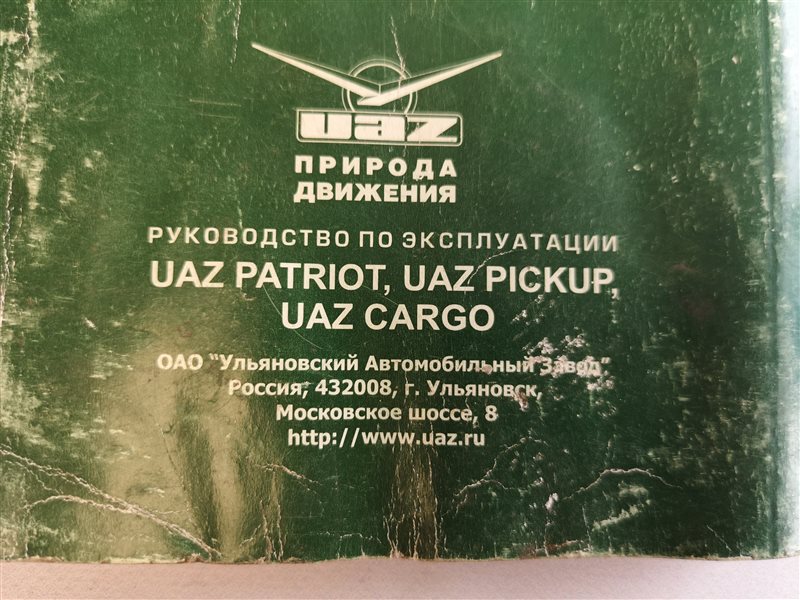 UAZ
ПРИРОДА
ДВИЖЕНИЯ
РУКОВОДСТВО ПО ЭКСПЛУАТАЦИИ
UAZ PATRIOT, UAZ PICKUP,
UAZ CARGO
ОАО "Ульяновский Автомобильный Завод"
Россия, 432008, г. Ульяновск,
Московское шоссе, 8
http://www.uaz.ru